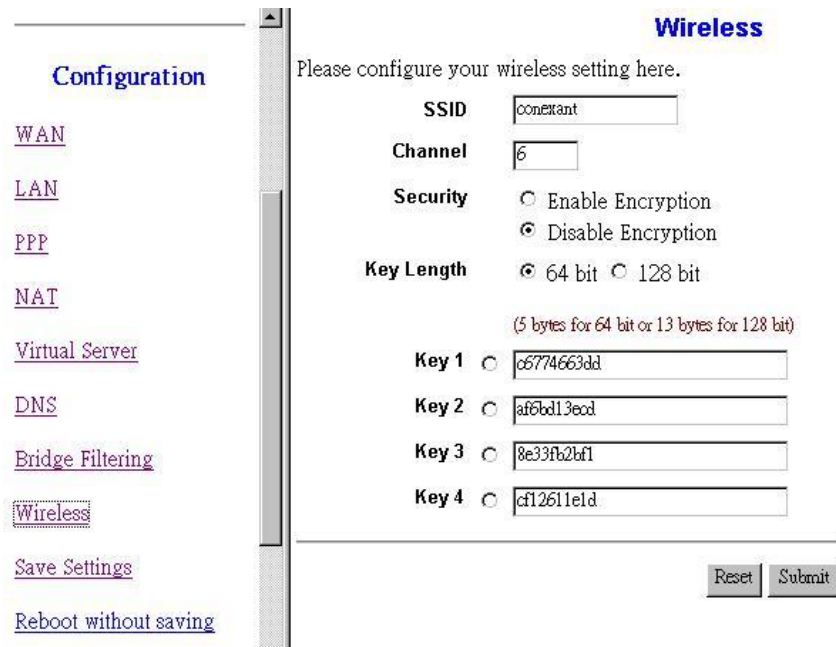 Configuration
WAN
LAN
PPP
NAT
Virtual Server
DNS
Bridge Filtering
Wireless
Save Settings
Reboot without saving
Wireless
Please configure your wireless setting here.
SSID conexant
Channel 6
Security Enable Encryption
Disable Encryption
Key Length 64 bit 128 bit
(5 bytes for 64 bit or 13 bytes for 128 bit)
Key 1 c6774663dd
Key 2 af6bd13ecd
Key 3 8e33fb2bf1
Key 4 cf12611e1d
Reset Submit